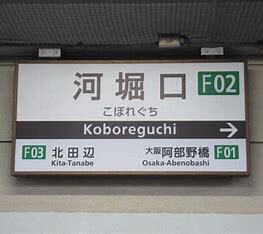 河堀口 F02
こぼれぐち
Koboreguchi →
F03 北田辺 大阪阿部野橋 F01
Kita-Tanabe Osaka-Abenobashi